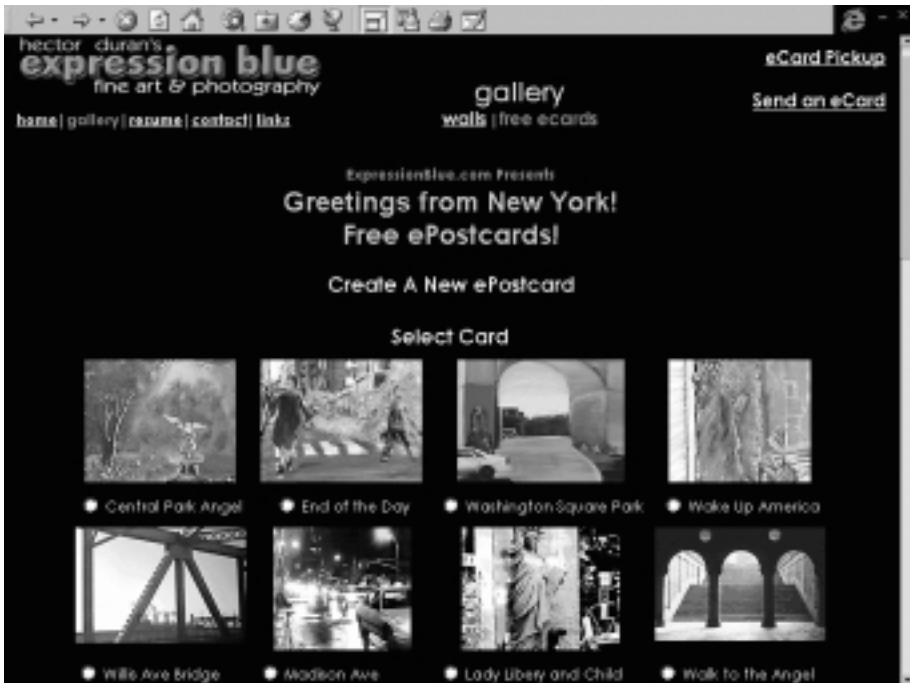 hector duran's
expression blue
fine art & photography
eCard Pickup
Send an eCard
gallery
walls | free ecards
home | gallery | resume | contact | links
ExpressionBlue.com Presents
Greetings from New York!
Free ePostcards!
Create A New ePostcard
Select Card
Central Park Angel
End of the Day
Washington Square Park
Wake Up America
Willis Ave Bridge
Madison Ave
Lady Libery and Child
Walk to the Angel